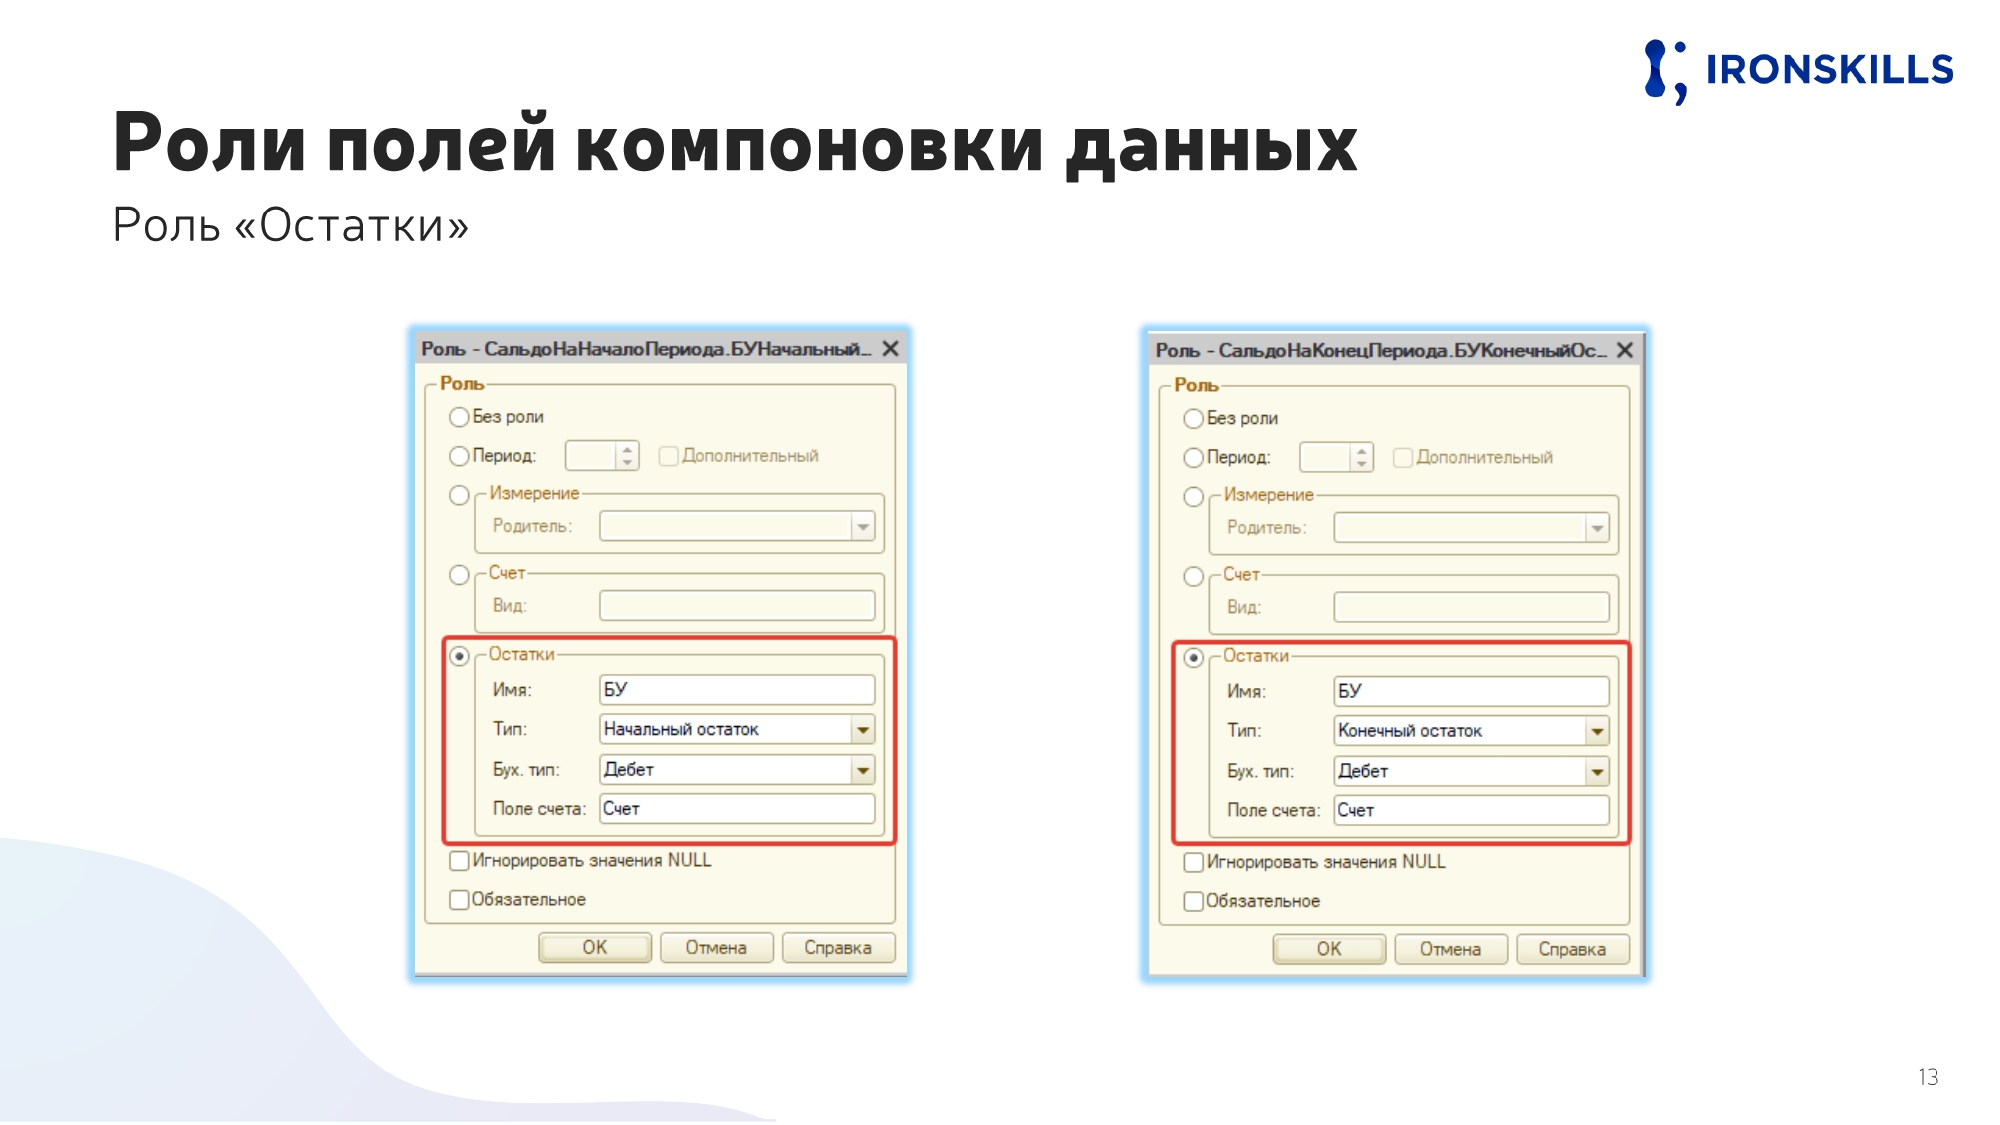 IRONSKILLS
Роли полей компоновки данных
Роль «Остатки»
Роль - СальдоНаНачалоПериода.БУНачальный...
Роль
Без роли
Период:
Дополнительный
Измерение
Родитель:
Счет
Вид:
Остатки
Имя: БУ
Тип: Начальный остаток
Бух. тип: Дебет
Поле счета: Счет
Игнорировать значения NULL
Обязательное
OK Отмена Справка
Роль - СальдоНаКонецПериода.БУКонечныйОс...
Роль
Без роли
Период:
Дополнительный
Измерение
Родитель:
Счет
Вид:
Остатки
Имя: БУ
Тип: Конечный остаток
Бух. тип: Дебет
Поле счета: Счет
Игнорировать значения NULL
Обязательное
OK Отмена Справка
13